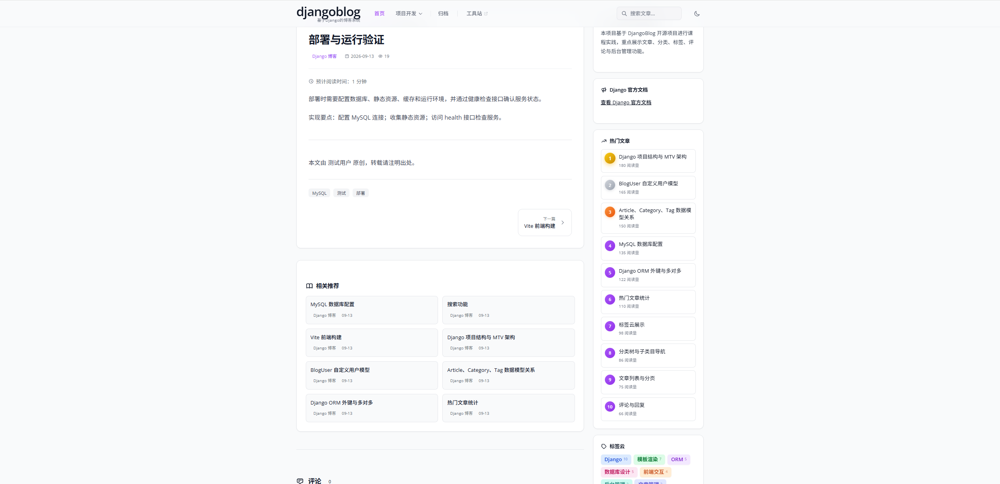 djangoblog
基于Django的博客系统
首页
项目开发
归档
工具站
搜索文章...
部署与运行验证
Django 博客 2026-09-13 19
预计阅读时间：1 分钟
部署时需要配置数据库、静态资源、缓存和运行环境，并通过健康检查接口确认服务状态。
实现要点：配置 MySQL 连接；收集静态资源；访问 health 接口检查服务。
本文由 测试用户 原创，转载请注明出处。
MySQL 测试 部署
下一篇
Vite 前端构建
相关推荐
MySQL 数据库配置
Django 博客 09-13
搜索功能
Django 博客 09-13
Vite 前端构建
Django 博客 09-13
Django 项目结构与 MTV 架构
Django 博客 09-13
BlogUser 自定义用户模型
Django 博客 09-13
Article、Category、Tag 数据模型关系
Django 博客 09-13
Django ORM 外键与多对多
Django 博客 09-13
热门文章统计
Django 博客 09-13
评论 0
本项目基于 DjangoBlog 开源项目进行课
程实践，重点展示文章、分类、标签、评
论与后台管理功能。
Django 官方文档
查看 Django 官方文档
热门文章
1 Django 项目结构与 MTV 架构
180 阅读量
2 BlogUser 自定义用户模型
165 阅读量
3 Article、Category、Tag 数据模
型关系
150 阅读量
4 MySQL 数据库配置
135 阅读量
5 Django ORM 外键与多对多
122 阅读量
6 热门文章统计
110 阅读量
7 标签云展示
98 阅读量
8 分类树与子类目导航
86 阅读量
9 文章列表与分页
75 阅读量
10 评论与回复
66 阅读量
标签云
Django 10 模板渲染 7 ORM 5
数据库设计 5 前端交互 4
后台管理 文章管理